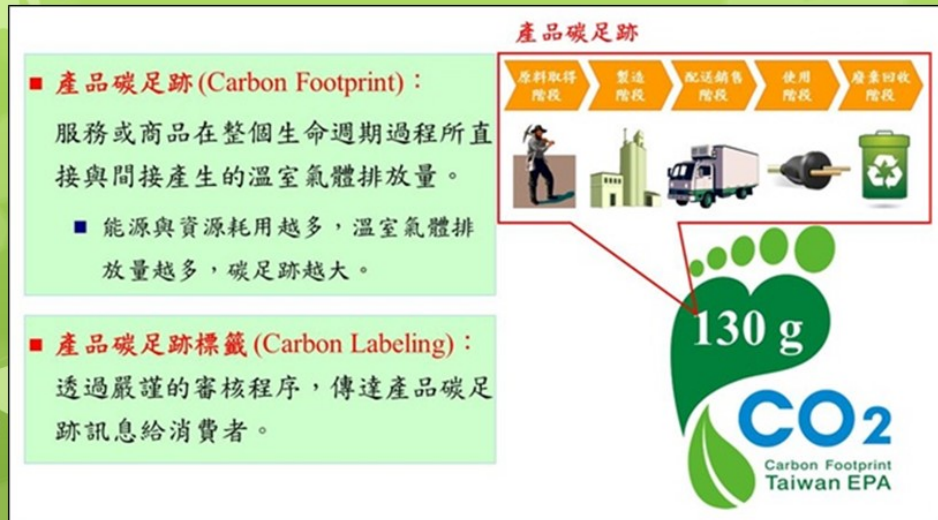 產品碳足跡
■ 產品碳足跡(Carbon Footprint)：
服務或商品在整個生命週期過程所直
接與間接產生的溫室氣體排放量。
■ 能源與資源耗用越多，溫室氣體排
放量越多，碳足跡越大。
■ 產品碳足跡標籤(Carbon Labeling)：
透過嚴謹的審核程序，傳達產品碳足
跡訊息給消費者。
原料取得
階段
製造
階段
配送銷售
階段
使用
階段
廢棄回收
階段
130 g
CO2
Carbon Footprint
Taiwan EPA